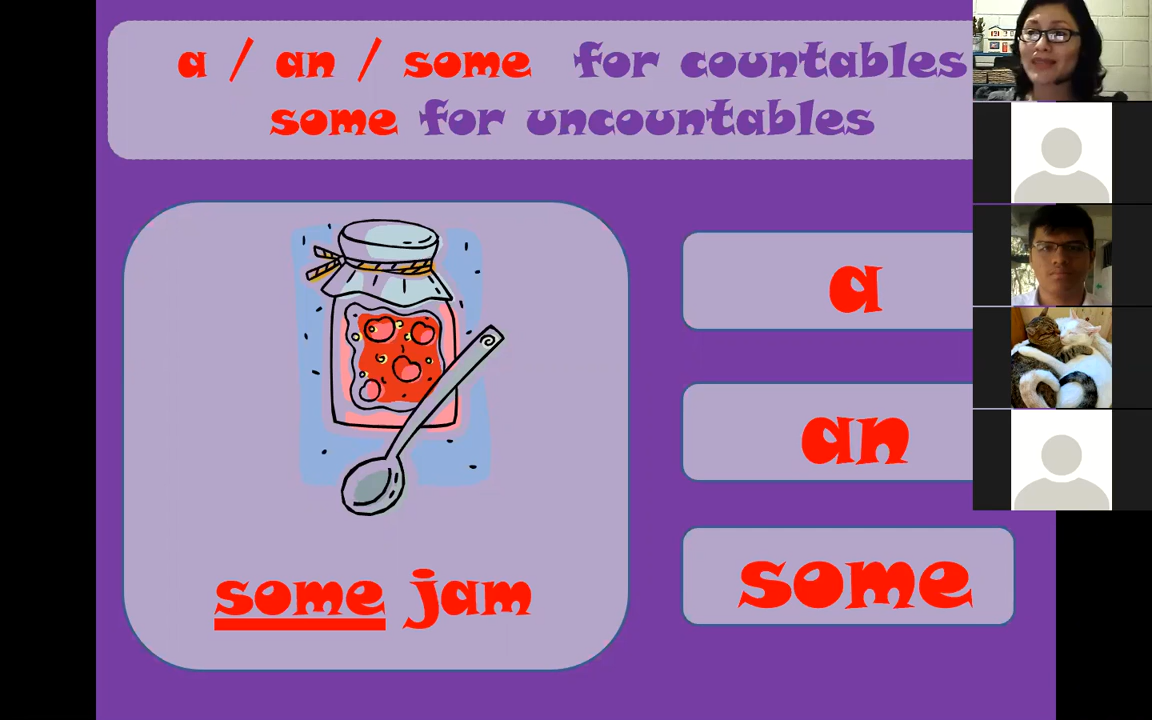 a / an / some for countables
some for uncountables
a
an
some
some jam